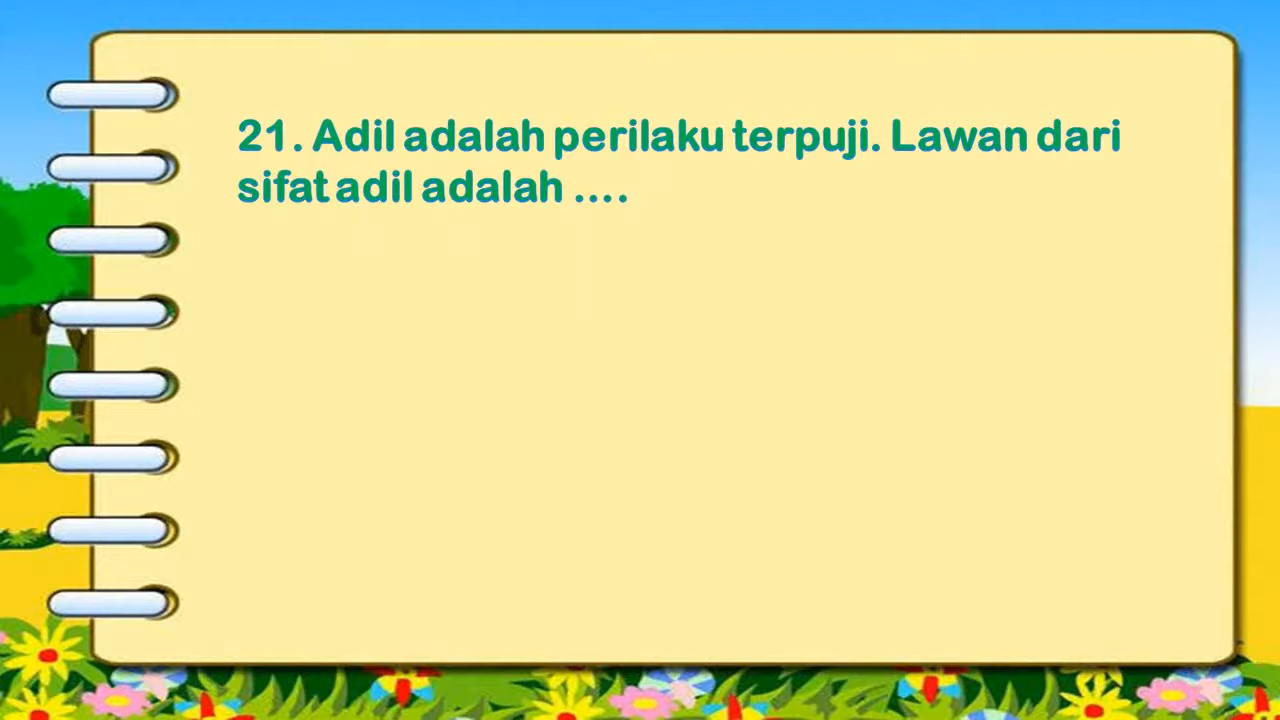 21. Adil adalah perilaku terpuji. Lawan dari
sifat adil adalah ....